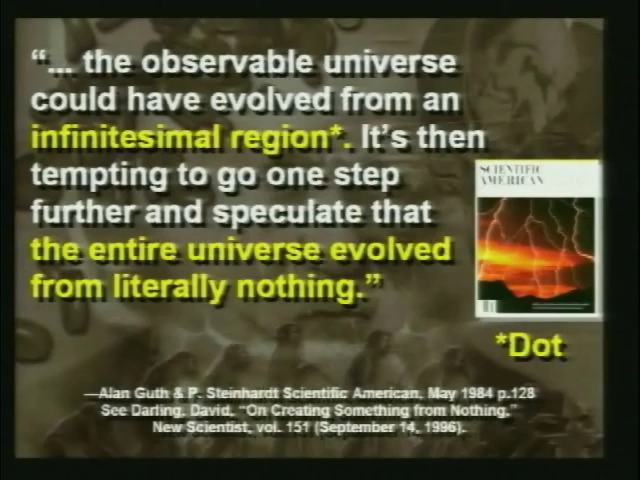 “... the observable universe
could have evolved from an
infinitesimal region*. It’s then
tempting to go one step
further and speculate that
the entire universe evolved
from literally nothing.”
SCIENTIFIC
AMERICAN
*Dot
—Alan Guth & P. Steinhardt Scientific American, May 1984 p.128
See Darling, David, “On Creating Something from Nothing,”
New Scientist, vol. 151 (September 14, 1996).